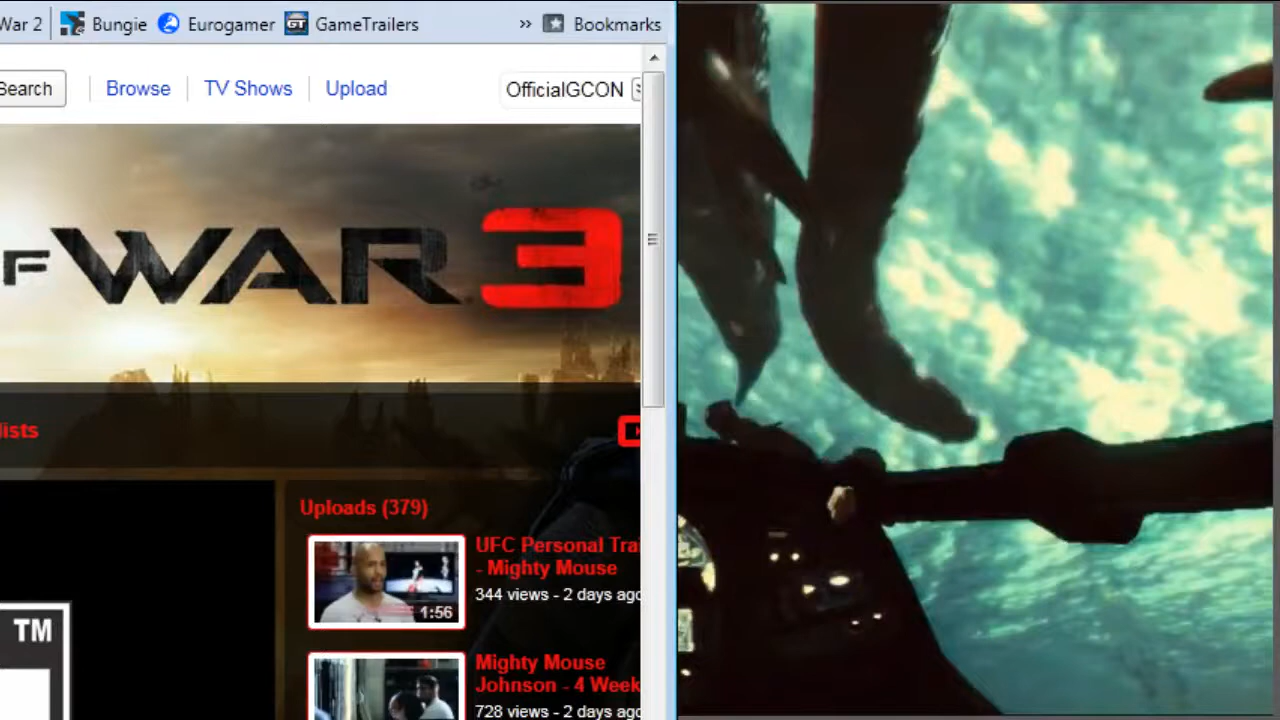 War 2 Bungie Eurogamer GT GameTrailers » Bookmarks
Search Browse TV Shows Upload OfficialGCON
F WAR 3
lists
Uploads (379)
UFC Personal Trai
- Mighty Mouse
344 views - 2 days ago
1:56
TM
Mighty Mouse
Johnson - 4 Week
728 views - 2 days ago